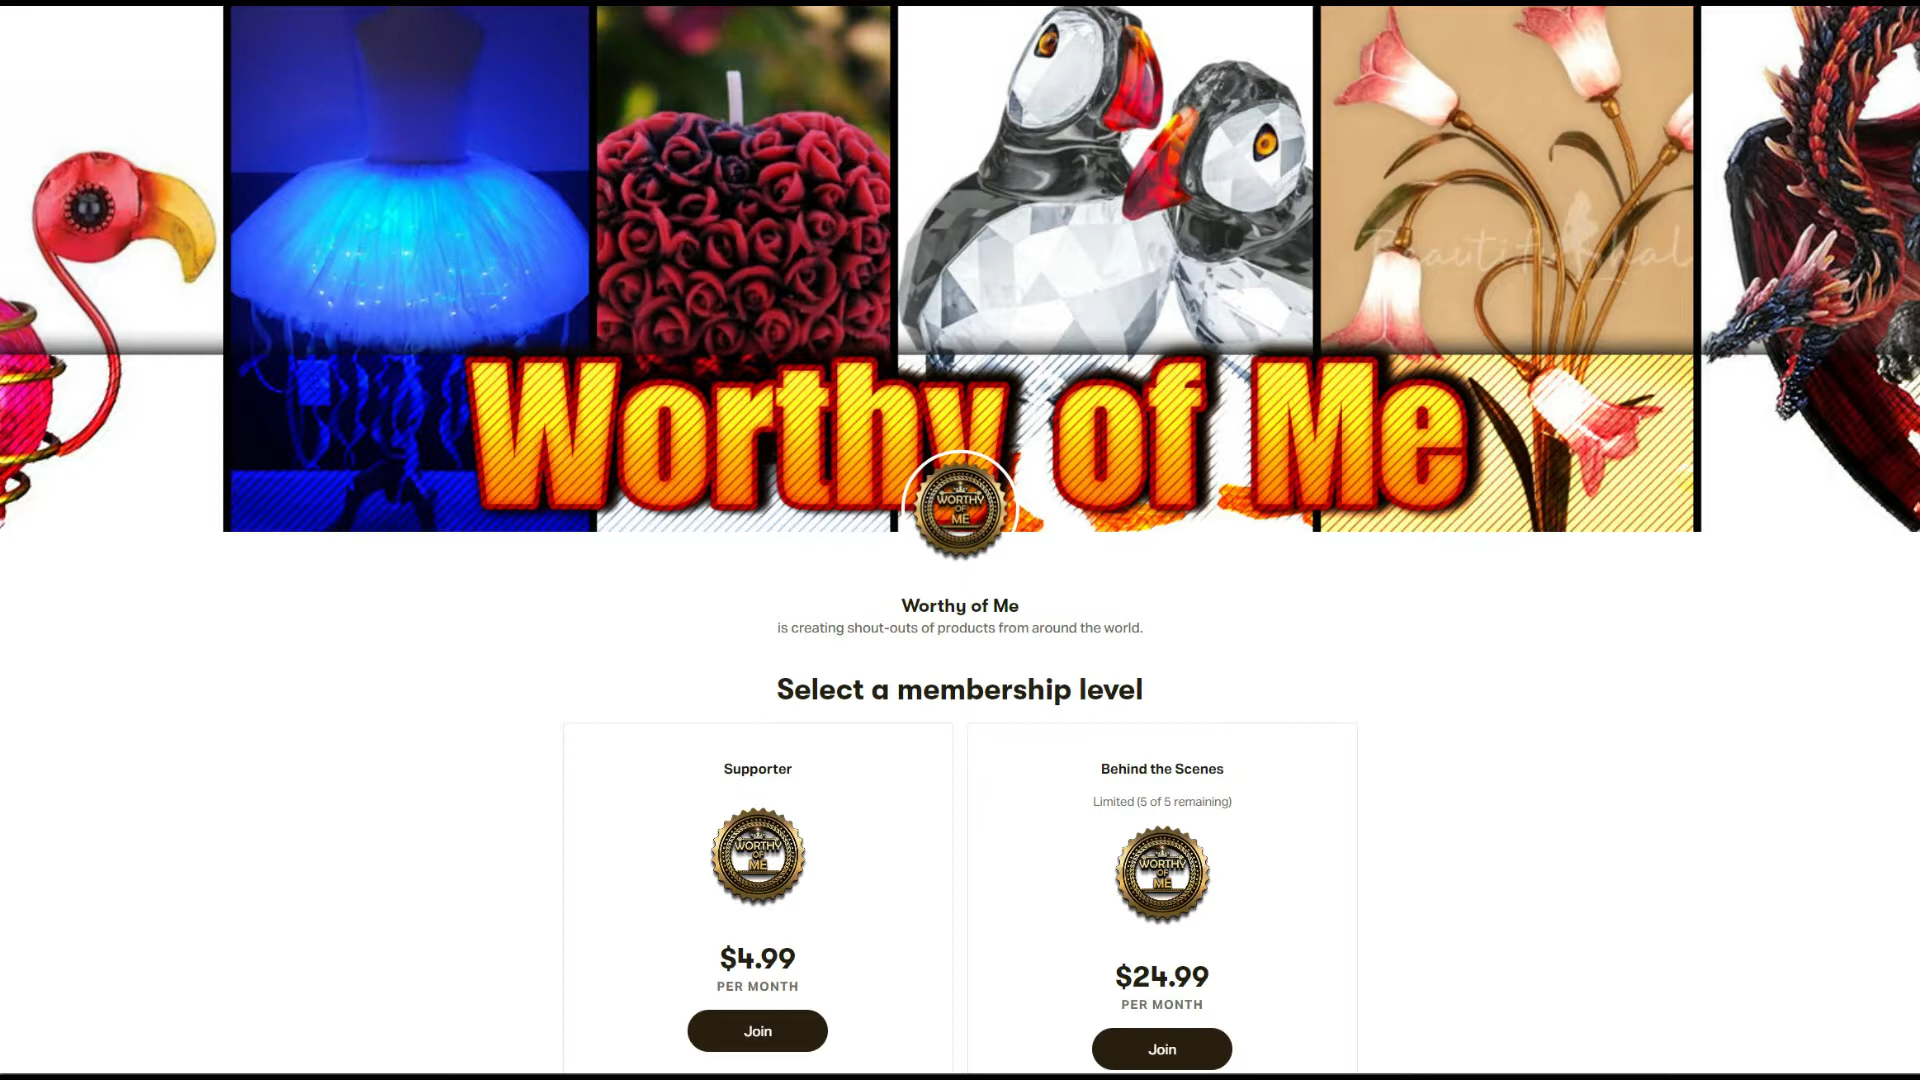 Worthy of Me
WORTHY
OF
ME
Worthy of Me
is creating shout-outs of products from around the world.
Select a membership level
Supporter
WORTHY
OF
ME
$4.99
PER MONTH
Join
Behind the Scenes
Limited (5 of 5 remaining)
WORTHY
OF
ME
$24.99
PER MONTH
Join